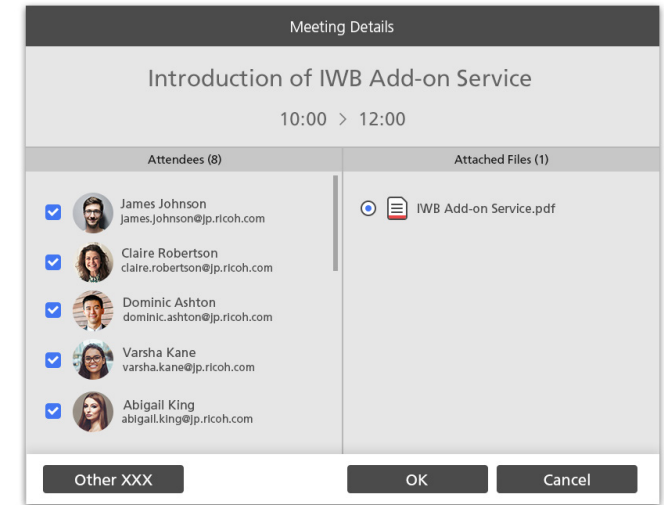 Meeting Details
Introduction of IWB Add-on Service
10:00 > 12:00
Attendees (8)
Attached Files (1)
James Johnson
james.johnson@jp.ricoh.com
IWB Add-on Service.pdf
Claire Robertson
claire.robertson@jp.ricoh.com
Dominic Ashton
dominic.ashton@jp.ricoh.com
Varsha Kane
varsha.kane@jp.ricoh.com
Abigail King
abigail.king@jp.ricoh.com
Other XXX
OK
Cancel